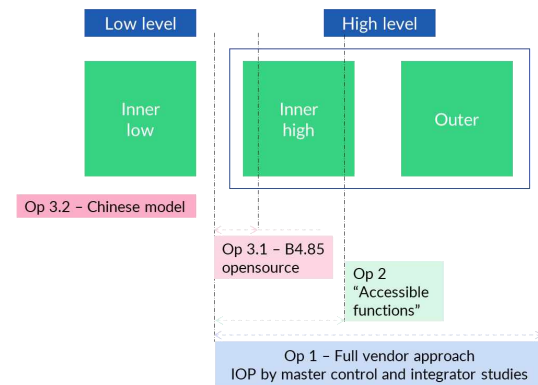 Low level
High level
Inner
low
Inner
high
Outer
Op 3.2 – Chinese model
Op 3.1 – B4.85
opensource
Op 2
“Accessible
functions”
Op 1 – Full vendor approach
IOP by master control and integrator studies